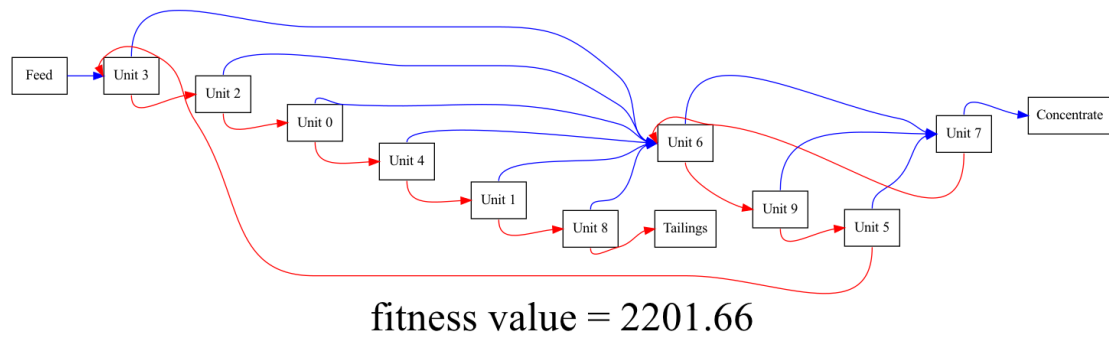 Feed
Unit 3
Unit 2
Unit 0
Unit 4
Unit 1
Unit 8
Tailings
Unit 6
Unit 9
Unit 5
Unit 7
Concentrate
fitness value = 2201.66